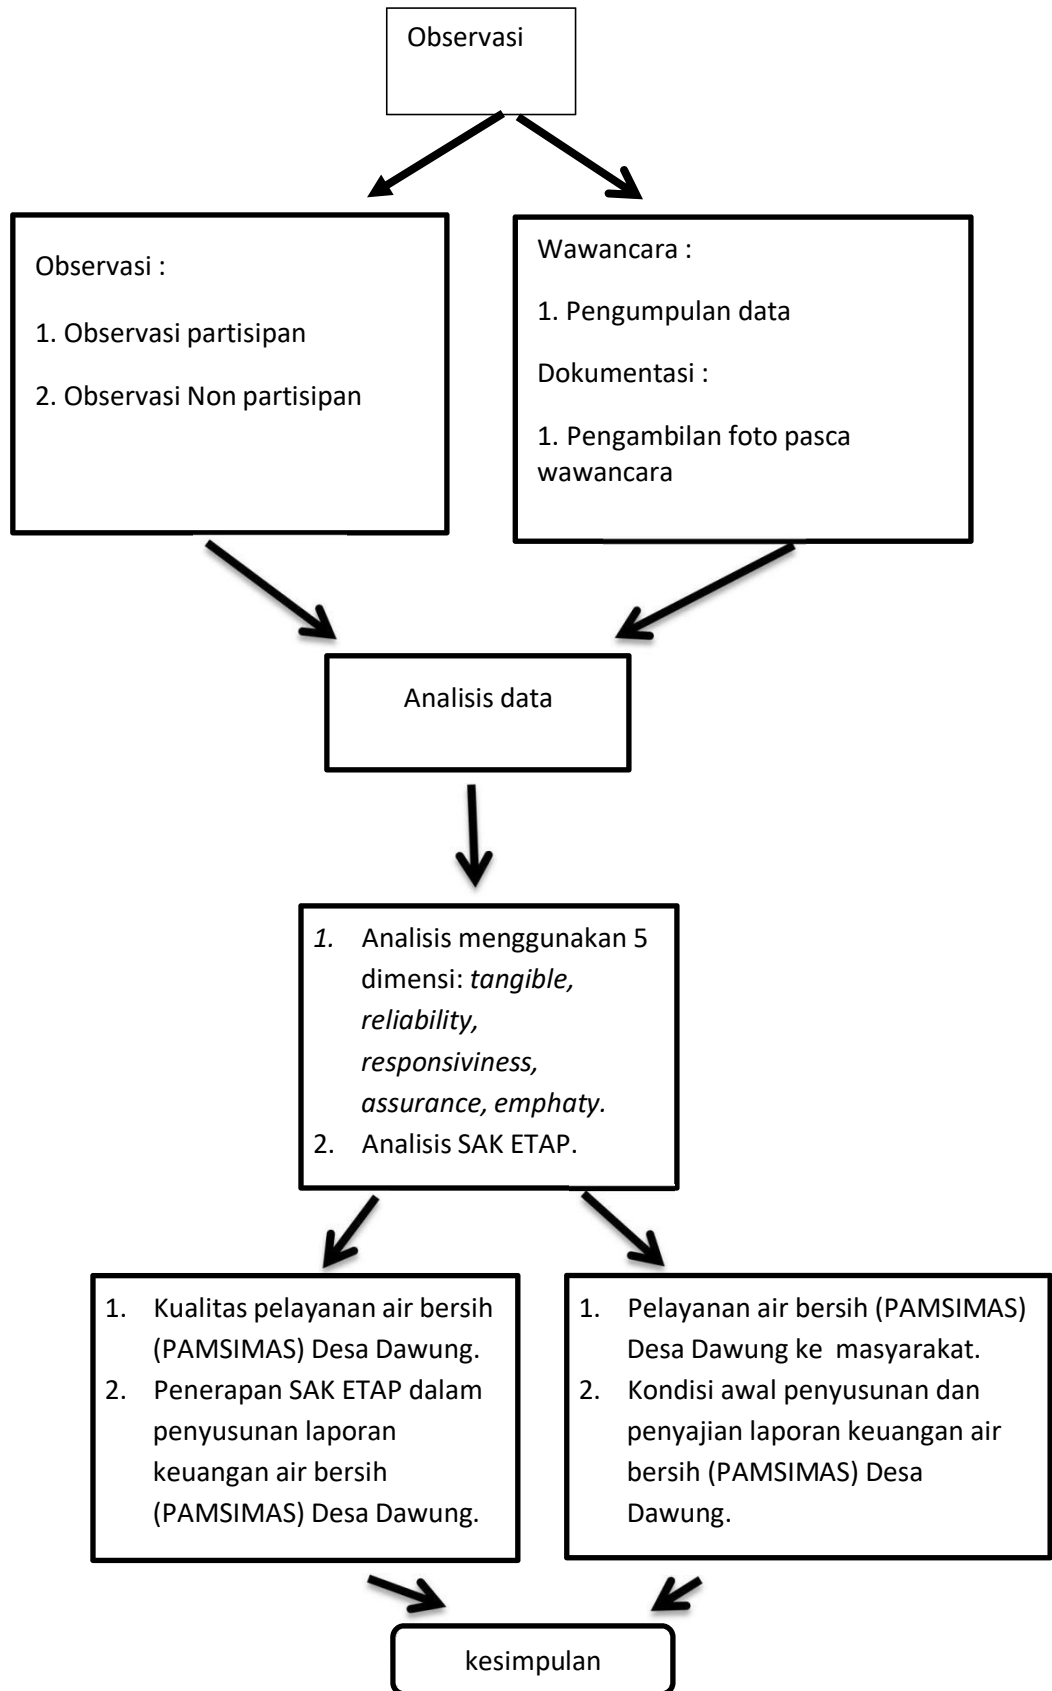 Observasi
Observasi :
1. Observasi partisipan
2. Observasi Non partisipan
Wawancara :
1. Pengumpulan data
Dokumentasi :
1. Pengambilan foto pasca
wawancara
Analisis data
1. Analisis menggunakan 5
dimensi: tangible,
reliability,
responsiviness,
assurance, emphaty.
2. Analisis SAK ETAP.
1. Kualitas pelayanan air bersih
(PAMSIMAS) Desa Dawung.
2. Penerapan SAK ETAP dalam
penyusunan laporan
keuangan air bersih
(PAMSIMAS) Desa Dawung.
1. Pelayanan air bersih (PAMSIMAS)
Desa Dawung ke masyarakat.
2. Kondisi awal penyusunan dan
penyajian laporan keuangan air
bersih (PAMSIMAS) Desa
Dawung.
kesimpulan